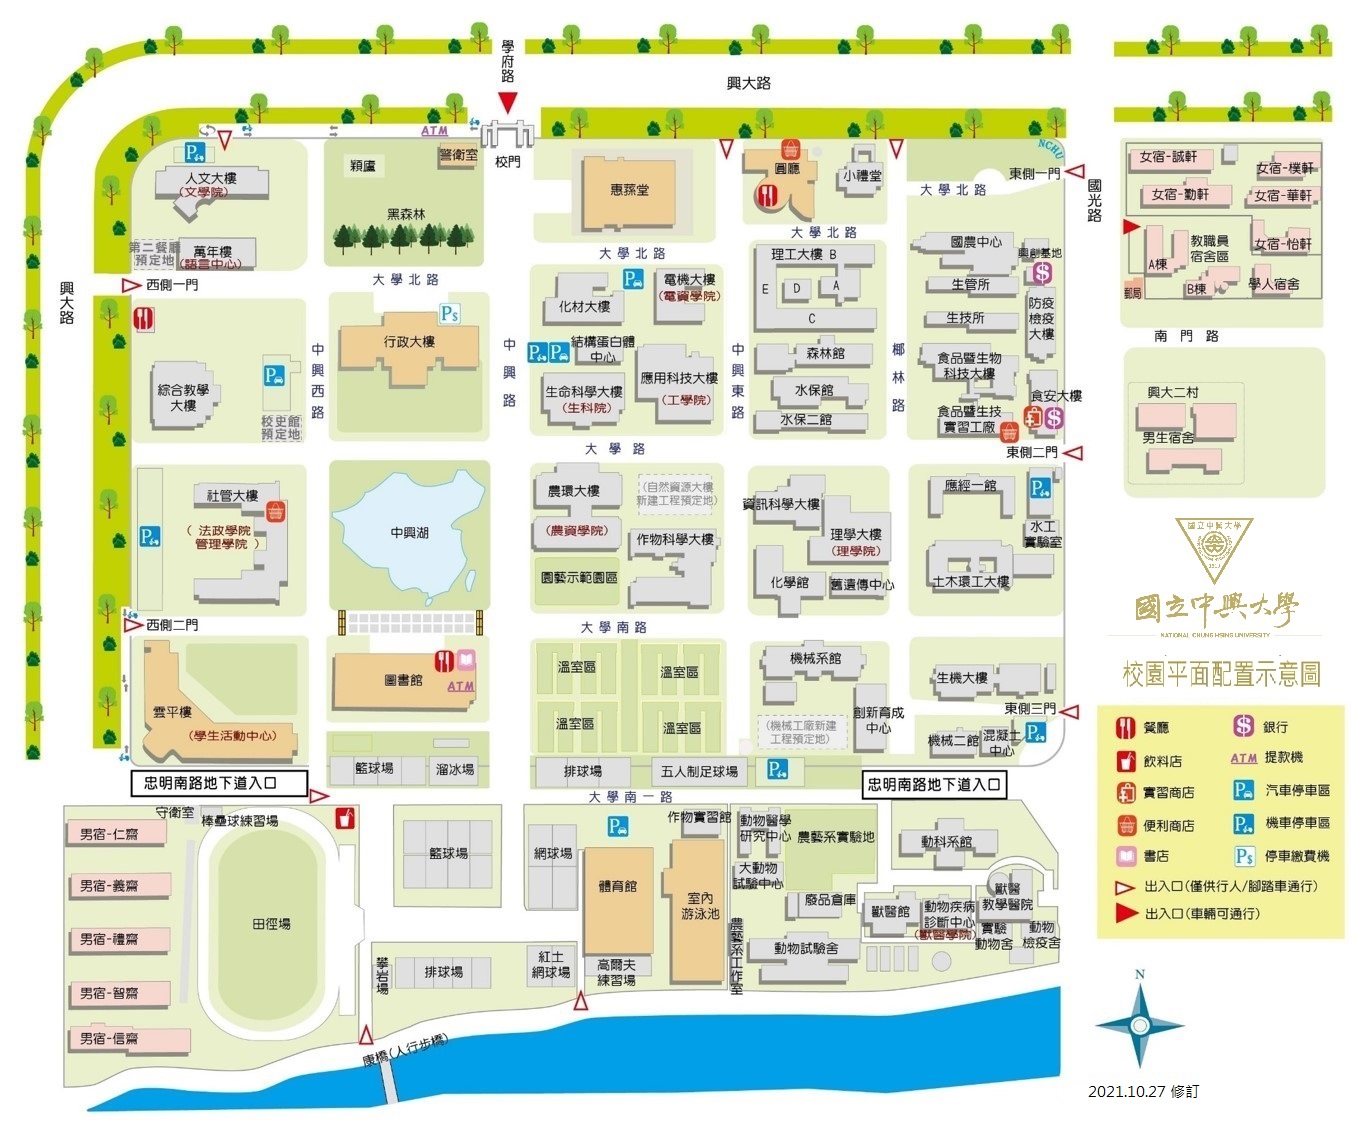 學府路
興大路
興大路
ATM
校門
警衛室
穎廬
黑森林
人文大樓
(文學院)
第二餐廳
預定地
萬年樓
(語言中心)
西側一門
大學北路
惠蓀堂
大學北路
圓廳
小禮堂
大學北路
大學北路
NCHU
東側一門
國光路
女宿-誠軒
女宿-樸軒
女宿-勤軒
女宿-華軒
女宿-怡軒
教職員
宿舍區
A棟
B棟
學人宿舍
郵局
南門路
興大二村
男生宿舍
綜合教學
大樓
校史館
預定地
中興西路
行政大樓
中興路
化材大樓
電機大樓
(電資學院)
結構蛋白體
中心
生命科學大樓
(生科院)
應用科技大樓
(工學院)
中興東路
理工大樓 B
E
D
A
C
森林館
水保館
水保二館
椰林路
國農中心
興創基地
生管所
生技所
防疫
檢疫
大樓
食品暨生物
科技大樓
食安大樓
食品暨生技
實習工廠
東側二門
大學路
社管大樓
( 法政學院
管理學院 )
中興湖
農環大樓
(農資學院)
(自然資源大樓
新建工程預定地)
作物科學大樓
園藝示範園區
資訊科學大樓
理學大樓
(理學院)
化學館
舊遺傳中心
應經一館
水工
實驗室
土木環工大樓
國立中興大學
1919
國立中興大學
NATIONAL CHUNG HSING UNIVERSITY
校園平面配置示意圖
西側二門
大學南路
雲平樓
(學生活動中心)
圖書館
ATM
溫室區
溫室區
溫室區
溫室區
機械系館
(機械工廠新建
工程預定地)
創新育成
中心
生機大樓
東側三門
機械二館
混凝土
中心
籃球場
溜冰場
排球場
五人制足球場
忠明南路地下道入口
忠明南路地下道入口
大學南一路
守衛室
棒壘球練習場
男宿-仁齋
男宿-義齋
男宿-禮齋
男宿-智齋
男宿-信齋
田徑場
籃球場
攀岩場
排球場
網球場
紅土
網球場
體育館
高爾夫
練習場
作物實習館
室內
游泳池
動物醫學
研究中心
大動物
試驗中心
農藝系實驗地
廢品倉庫
農藝系工作室
動物試驗舍
動科系館
獸醫館
動物疾病
診斷中心
(獸醫學院)
獸醫
教學醫院
實驗
動物舍
動物
檢疫舍
康橋(人行步橋)
餐廳
銀行
飲料店
ATM
提款機
實習商店
汽車停車區
便利商店
機車停車區
書店
Ps
停車繳費機
出入口(僅供行人/腳踏車通行)
出入口(車輛可通行)
N
2021.10.27 修訂